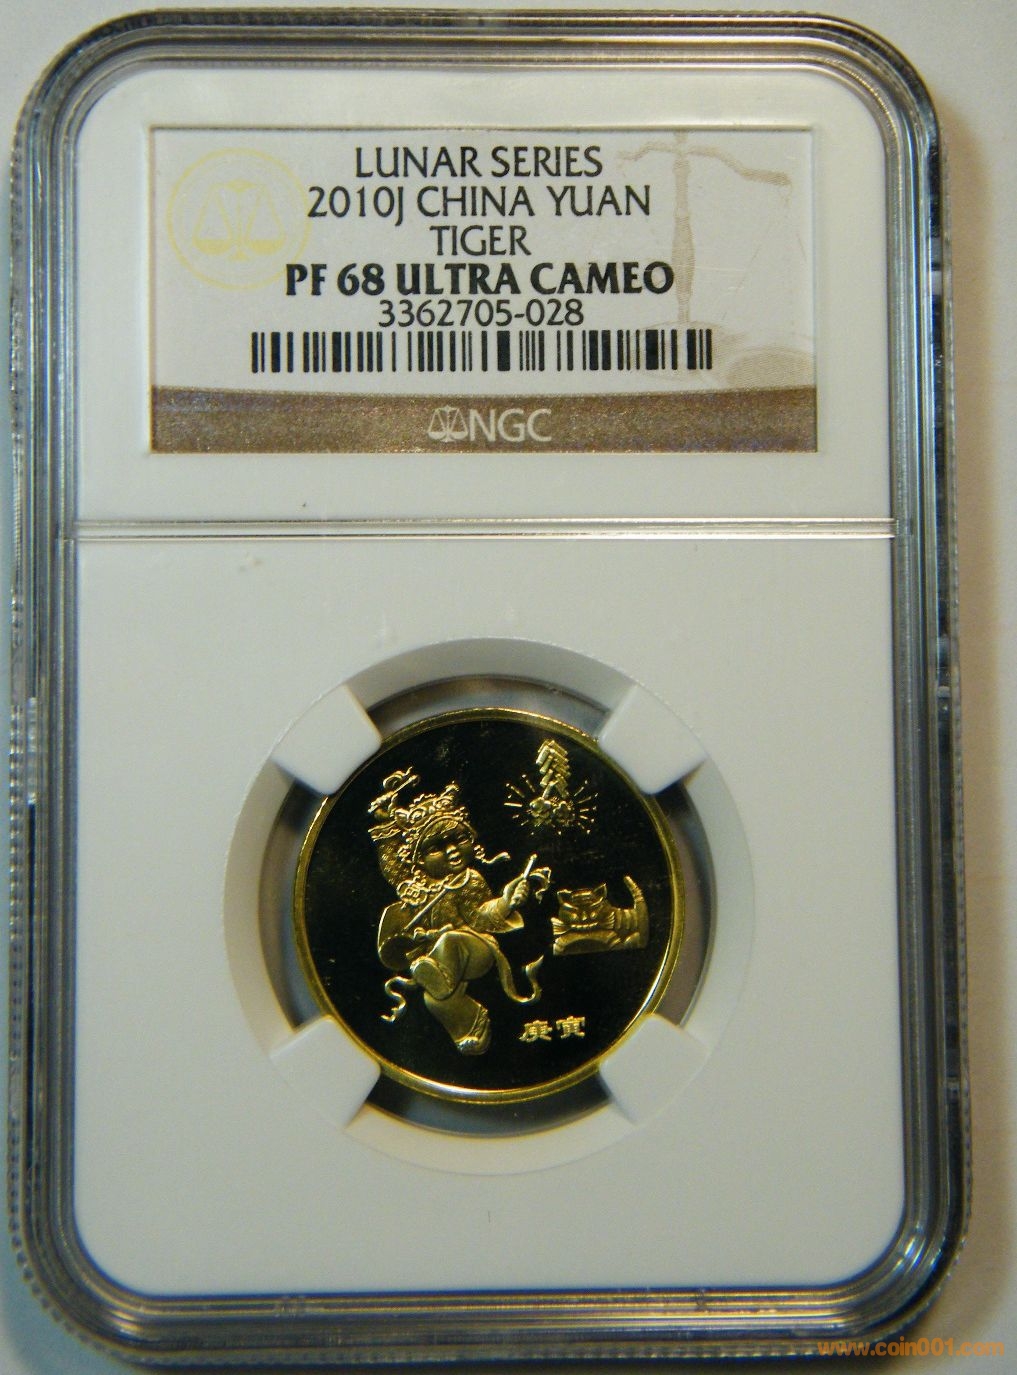 LUNAR SERIES
2010J CHINA YUAN
TIGER
PF 68 ULTRA CAMEO
3362705-028
NGC
庚寅
www.coin001.com